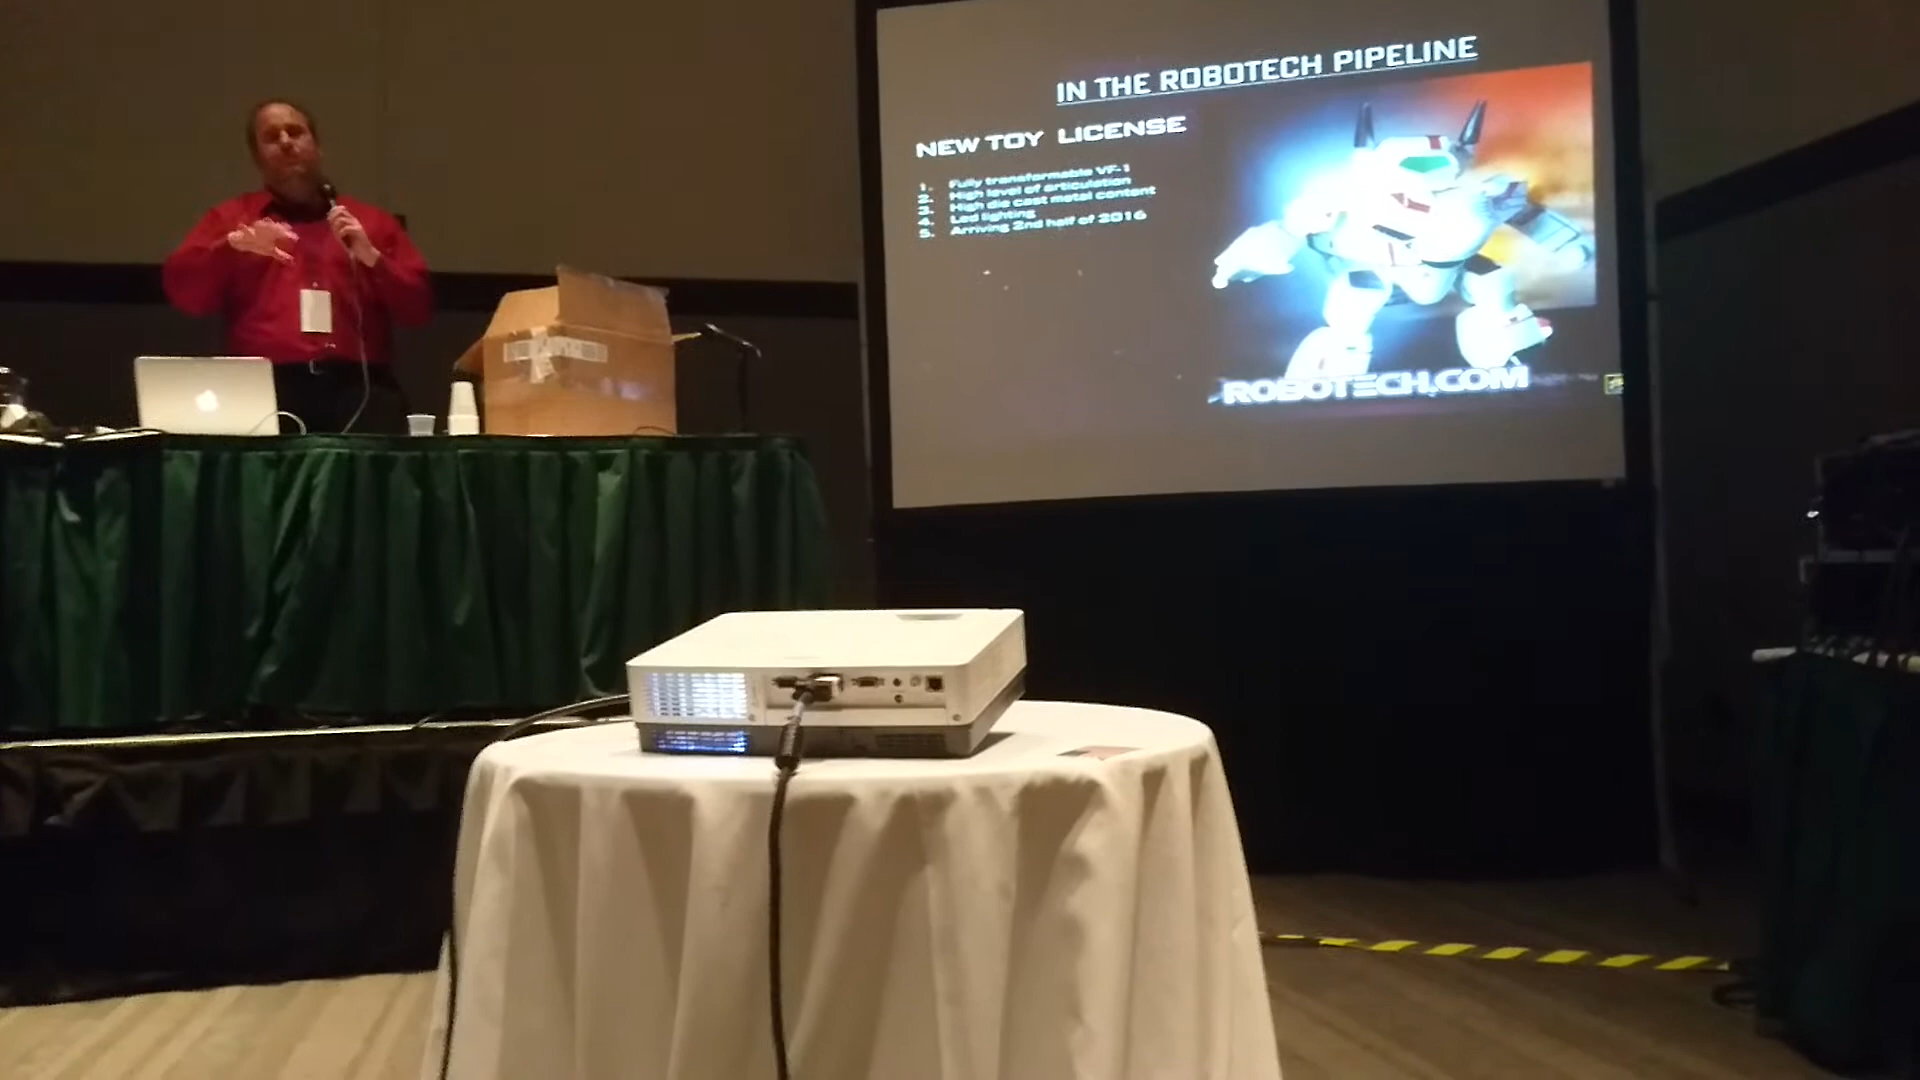 IN THE ROBOTECH PIPELINE
NEW TOY LICENSE
1. Fully transformable VF-1
2. High level of articulation
3. High die cast metal content
4. Led lighting
5. Arriving 2nd half of 2016
ROBOTECH.COM